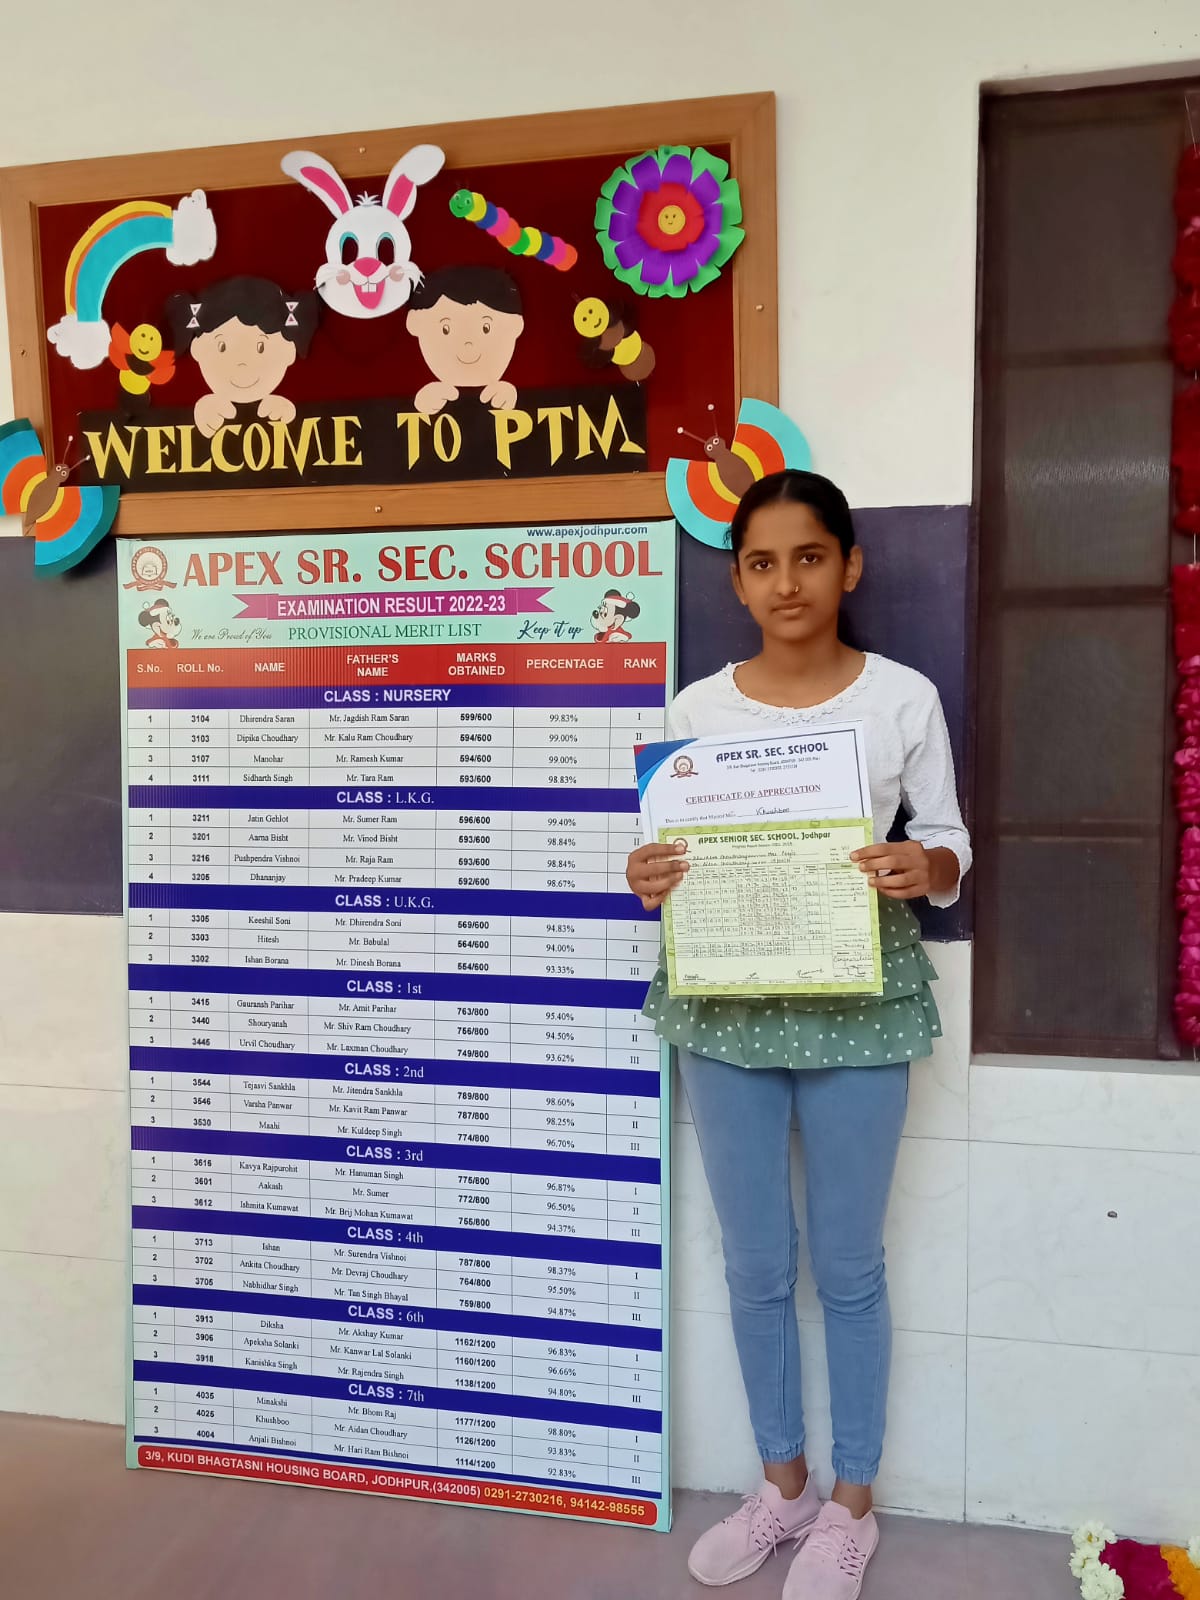 WELCOME TO PTM
www.apexjodhpur.com
APEX SR. SEC. SCHOOL
EXAMINATION RESULT 2022-23
We are Proud of You PROVISIONAL MERIT LIST Keep it up
S.No. ROLL No. NAME FATHER'S NAME MARKS OBTAINED PERCENTAGE RANK
CLASS : NURSERY
1 3104 Dhirendra Saran Mr. Jagdish Ram Saran 599/600 99.83% I
2 3103 Dipika Choudhary Mr. Kalu Ram Choudhary 594/600 99.00% II
3 3107 Manohar Mr. Ramesh Kumar 594/600 99.00%
4 3111 Sidharth Singh Mr. Tara Ram 593/600 98.83%
CLASS : L.K.G.
1 3211 Jatin Gehlot Mr. Sumer Ram 596/600 99.40% I
2 3201 Aarna Bisht Mr. Vinod Bisht 593/600 98.84% II
3 3216 Pushpendra Vishnoi Mr. Raja Ram 593/600 98.84%
4 3205 Dhananjay Mr. Pradeep Kumar 592/600 98.67%
CLASS : U.K.G.
1 3305 Keeshil Soni Mr. Dhirendra Soni 569/600 94.83% I
2 3303 Hitesh Mr. Babulal 564/600 94.00% II
3 3302 Ishan Borana Mr. Dinesh Borana 554/600 93.33% III
CLASS : 1st
1 3415 Gauransh Parihar Mr. Amit Parihar 763/800 95.40% I
2 3440 Shouryansh Mr. Shiv Ram Choudhary 756/800 94.50% II
3 3445 Urvil Choudhary Mr. Laxman Choudhary 749/800 93.62% III
CLASS : 2nd
1 3544 Tejasvi Sankhla Mr. Jitendra Sankhla 789/800 98.60% I
2 3546 Varsha Panwar Mr. Kavit Ram Panwar 787/800 98.25% II
3 3530 Maahi Mr. Kuldeep Singh 774/800 96.70% III
CLASS : 3rd
1 3616 Kavya Rajpurohit Mr. Hanuman Singh 775/800 96.87% I
2 3601 Aakash Mr. Sumer 772/800 96.50% II
3 3612 Ishmita Kumawat Mr. Brij Mohan Kumawat 755/800 94.37% III
CLASS : 4th
1 3713 Ishan Mr. Surendra Vishnoi 787/800 98.37% I
2 3702 Ankita Choudhary Mr. Devraj Choudhary 764/800 95.50% II
3 3705 Nabhidhar Singh Mr. Tan Singh Bhayal 759/800 94.87% III
CLASS : 6th
1 3913 Diksha Mr. Akshay Kumar 1162/1200 96.83% I
2 3906 Apeksha Solanki Mr. Kanwar Lal Solanki 1160/1200 96.66% II
3 3918 Kanishka Singh Mr. Rajendra Singh 1138/1200 94.80% III
CLASS : 7th
1 4035 Minakshi Mr. Bhom Raj 1177/1200 98.80% I
2 4025 Khushboo Mr. Aidan Choudhary 1126/1200 93.83% II
3 4004 Anjali Bishnoi Mr. Hari Ram Bishnoi 1114/1200 92.83% III
3/9, KUDI BHAGTASNI HOUSING BOARD, JODHPUR,(342005) 0291-2730216, 94142-98555
APEX SR. SEC. SCHOOL
CERTIFICATE OF APPRECIATION
This is to certify that Khushboo
APEX SENIOR SEC. SCHOOL, Jodhpur